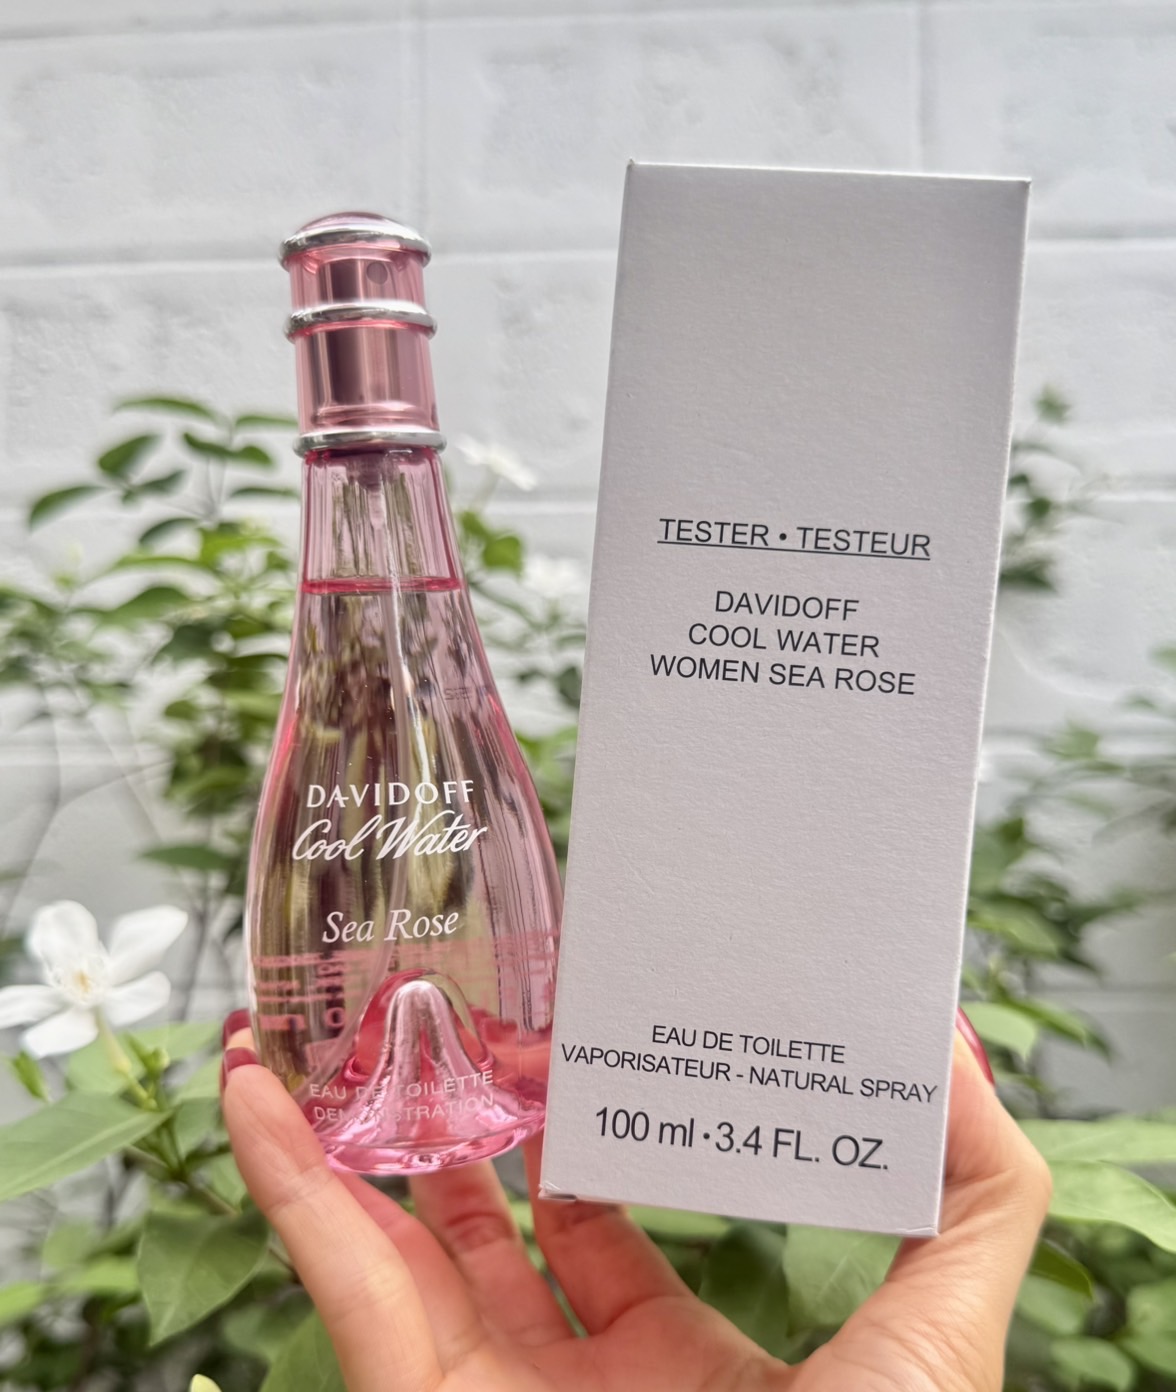 DAVIDOFF
Cool Water
Sea Rose
EAU DE TOILETTE
DEMONSTRATION
TESTER • TESTEUR
DAVIDOFF
COOL WATER
WOMEN SEA ROSE
EAU DE TOILETTE
VAPORISATEUR - NATURAL SPRAY
100 ml • 3.4 FL. OZ.